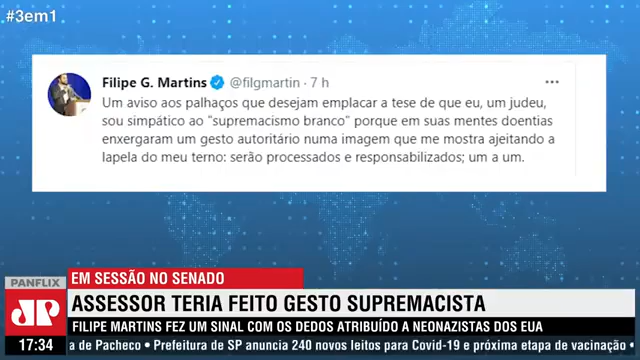 #3em1
Filipe G. Martins @filgmartin · 7 h
Um aviso aos palhaços que desejam emplacar a tese de que eu, um judeu,
sou simpático ao "supremacismo branco" porque em suas mentes doentias
enxergaram um gesto autoritário numa imagem que me mostra ajeitando a
lapela do meu terno: serão processados e responsabilizados; um a um.
EM SESSÃO NO SENADO
PANFLIX
JP
ASSESSOR TERIA FEITO GESTO SUPREMACISTA
FILIPE MARTINS FEZ UM SINAL COM OS DEDOS ATRIBUÍDO A NEONAZISTAS DOS EUA
17:34
a de Pacheco • Prefeitura de SP anuncia 240 novos leitos para Covid-19 e próxima etapa de vacinação •